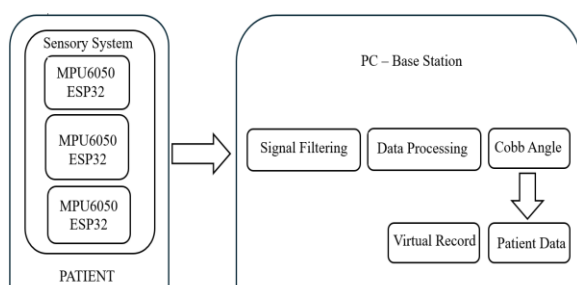 Sensory System
MPU6050
ESP32
MPU6050
ESP32
MPU6050
ESP32
PATIENT
PC – Base Station
Signal Filtering
Data Processing
Cobb Angle
Virtual Record
Patient Data